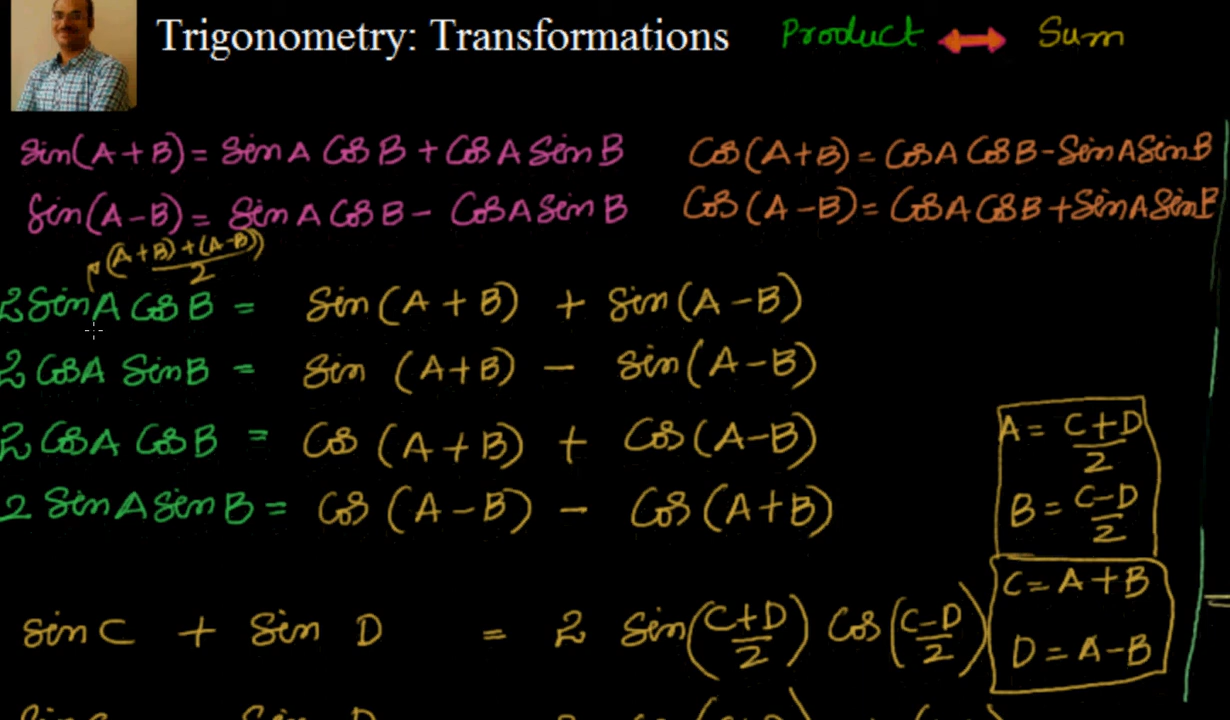 Trigonometry: Transformations Product ↔ Sum
Sin(A+B) = Sin A Cos B + Cos A Sin B Cos(A+B) = Cos A Cos B - Sin A Sin B
Sin(A-B) = Sin A Cos B - Cos A Sin B Cos(A-B) = Cos A Cos B + Sin A Sin B
((A+B)+(A-B))/2
2 Sin A Cos B = Sin(A+B) + Sin(A-B)
2 Cos A Sin B = Sin (A+B) - Sin(A-B)
2 Cos A Cos B = Cos (A+B) + Cos(A-B)
A = (C+D)/2
2 Sin A Sin B = Cos (A-B) - Cos (A+B)
B = (C-D)/2
C = A+B
Sin C + Sin D = 2 Sin((C+D)/2) Cos((C-D)/2)
D = A-B